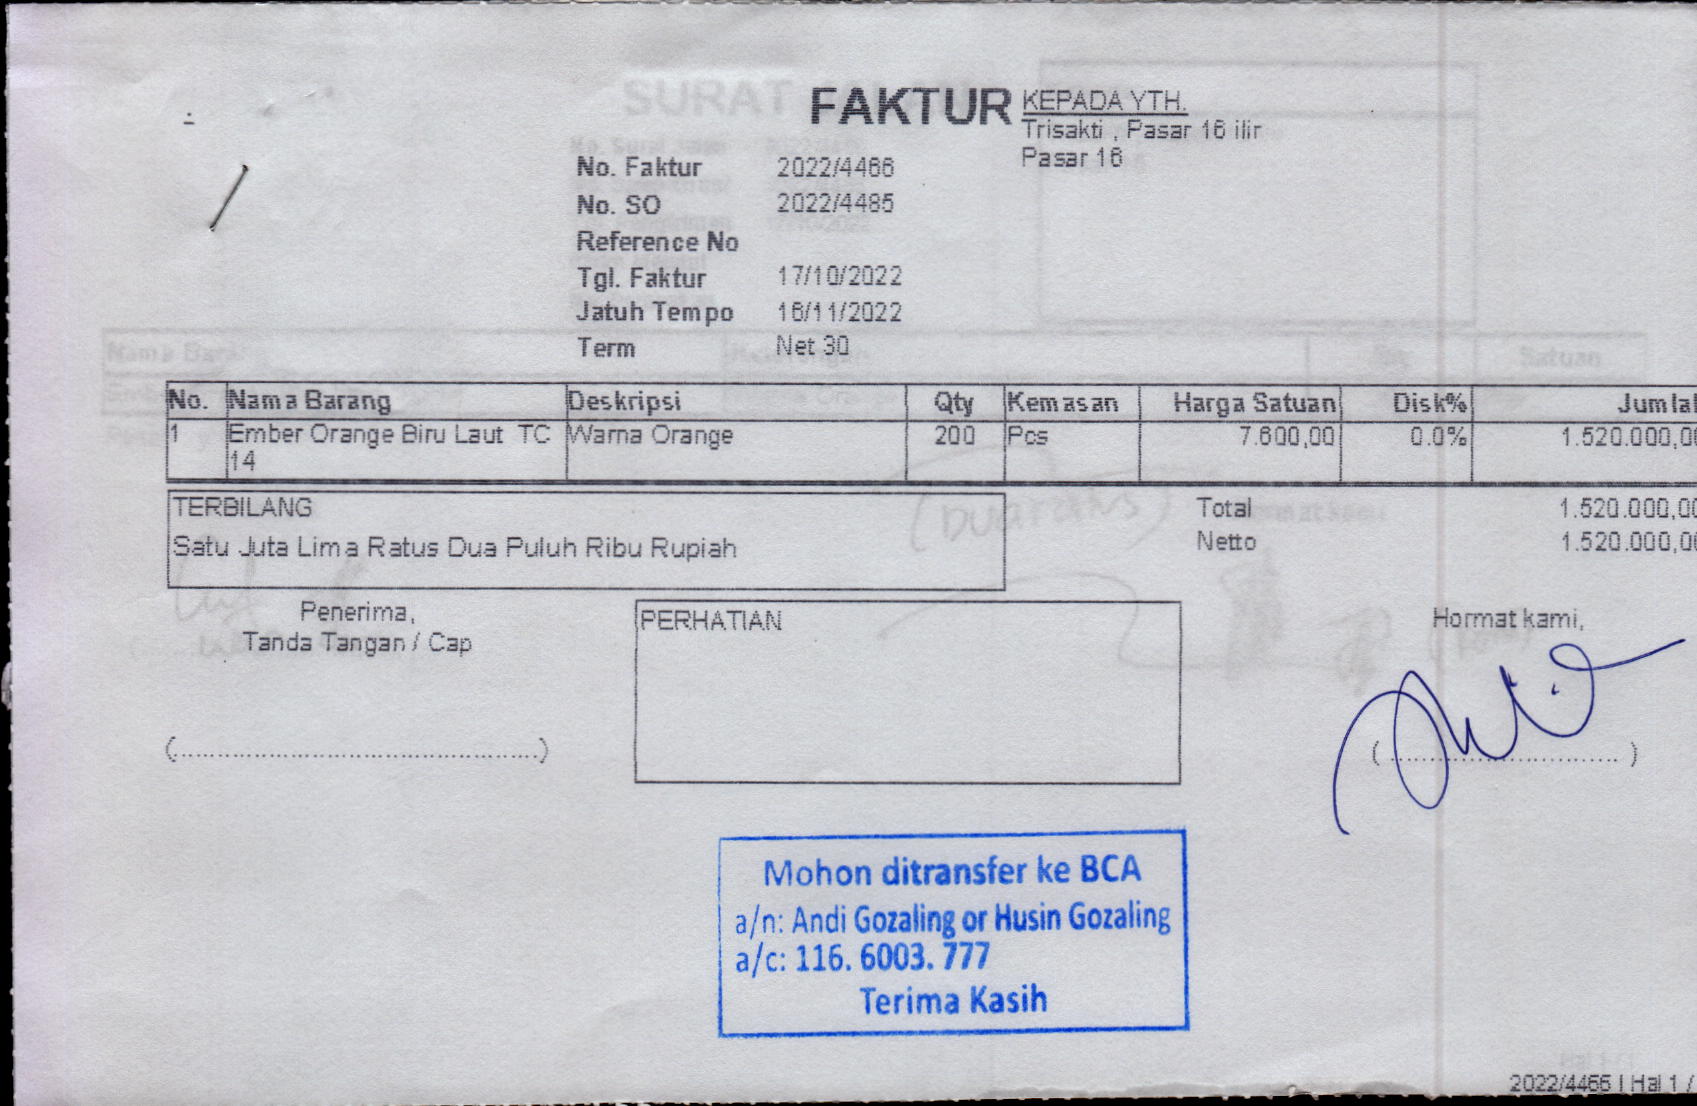 FAKTUR
KEPADA YTH.
Trisakti , Pasar 16 ilir
Pasar 16
No. Faktur 2022/4466
No. SO 2022/4485
Reference No
Tgl. Faktur 17/10/2022
Jatuh Tempo 16/11/2022
Term Net 30
No. Nama Barang Deskripsi Qty Kemasan Harga Satuan Disk% Jumlah
1 Ember Orange Biru Laut TC Warna Orange 200 Pcs 7.600,00 0.0% 1.520.000,00
14
TERBILANG
Satu Juta Lima Ratus Dua Puluh Ribu Rupiah
Total 1.520.000,00
Netto 1.520.000,00
Penerima,
Tanda Tangan / Cap
PERHATIAN
Hormat kami,
Mohon ditransfer ke BCA
a/n: Andi Gozaling or Husin Gozaling
a/c: 116. 6003. 777
Terima Kasih
2022/4466 | Hal 1 /